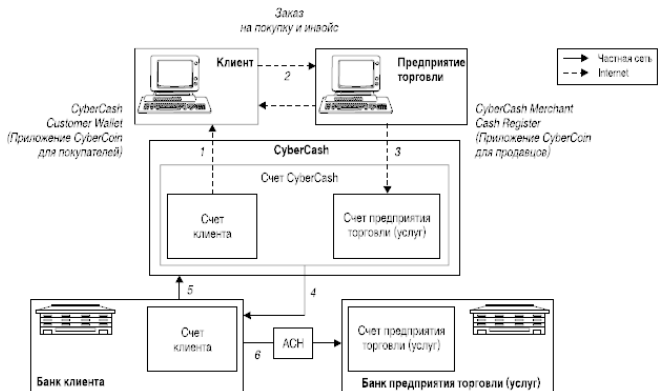 Заказ
на покупку и инвойс
Клиент
2
Предприятие
торговли
Частная сеть
Internet
CyberCash
Customer Wallet
(Приложение CyberCoin
для покупателей)
CyberCash Merchant
Cash Register
(Приложение CyberCoin
для продавцов)
1
CyberCash
3
Счет CyberCash
Счет
клиента
Счет предприятия
торговли (услуг)
5
4
Счет
клиента
6
АСН
Счет предприятия
торговли (услуг)
Банк клиента
Банк предприятия торговли (услуг)